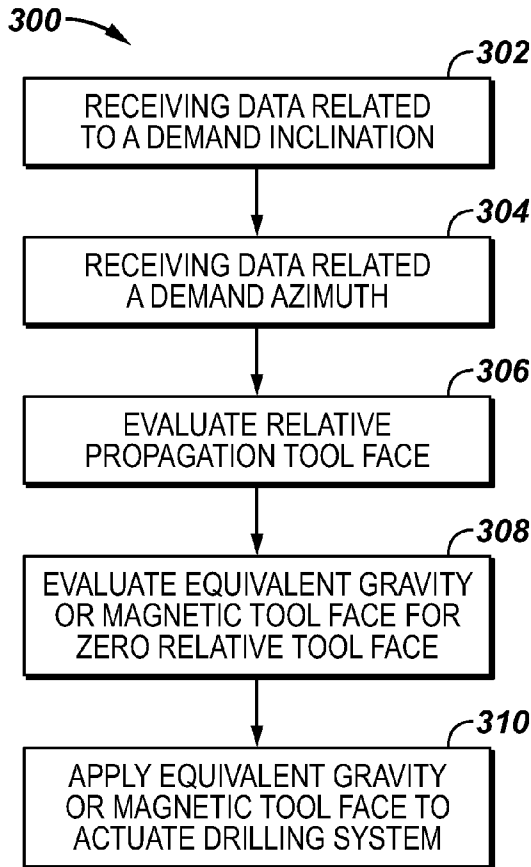 300
302
RECEIVING DATA RELATED
TO A DEMAND INCLINATION
304
RECEIVING DATA RELATED
A DEMAND AZIMUTH
306
EVALUATE RELATIVE
PROPAGATION TOOL FACE
308
EVALUATE EQUIVALENT GRAVITY
OR MAGNETIC TOOL FACE FOR
ZERO RELATIVE TOOL FACE
310
APPLY EQUIVALENT GRAVITY
OR MAGNETIC TOOL FACE TO
ACTUATE DRILLING SYSTEM